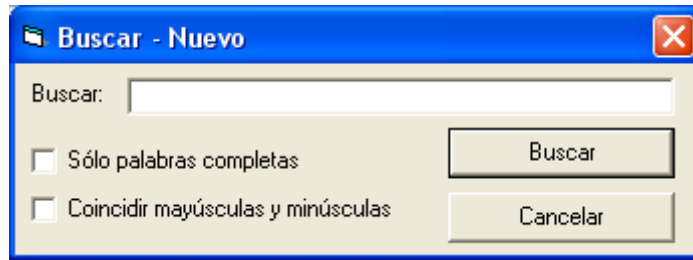 Buscar - Nuevo
Buscar:
Sólo palabras completas
Buscar
Coincidir mayúsculas y minúsculas
Cancelar